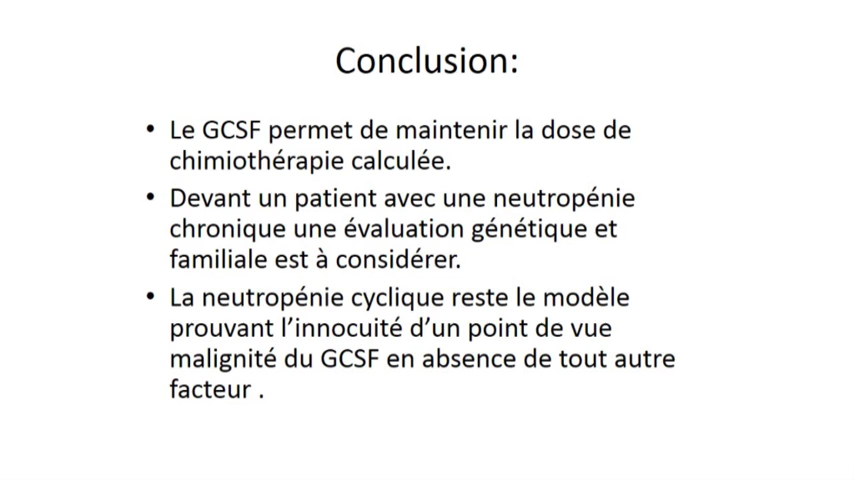 Conclusion:
• Le GCSF permet de maintenir la dose de
chimiothérapie calculée.
• Devant un patient avec une neutropénie
chronique une évaluation génétique et
familiale est à considérer.
• La neutropénie cyclique reste le modèle
prouvant l’innocuité d’un point de vue
malignité du GCSF en absence de tout autre
facteur .